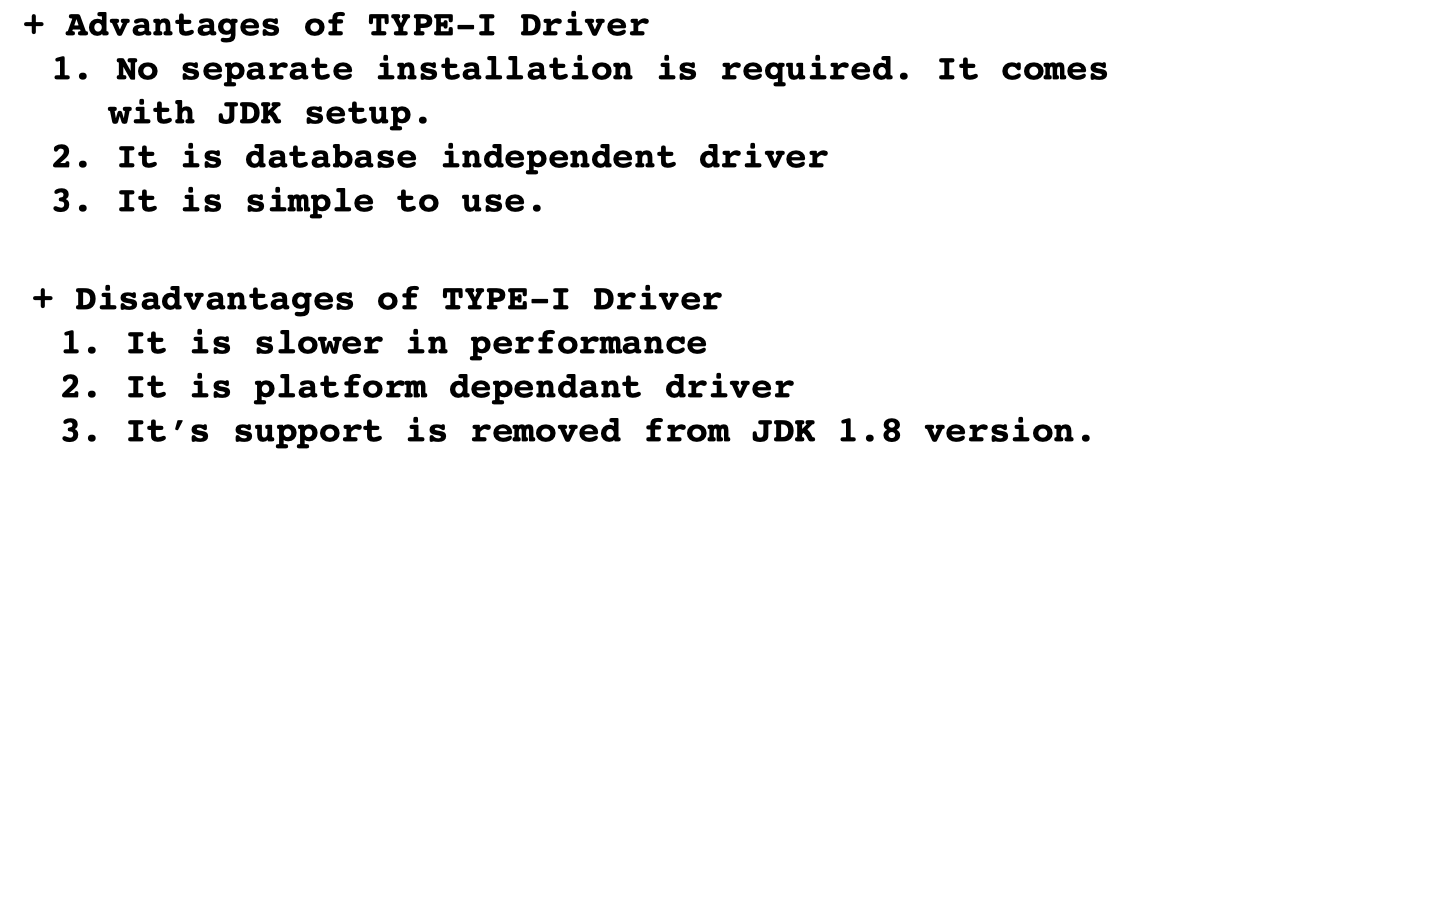 + Advantages of TYPE-I Driver
1. No separate installation is required. It comes
with JDK setup.
2. It is database independent driver
3. It is simple to use.
+ Disadvantages of TYPE-I Driver
1. It is slower in performance
2. It is platform dependant driver
3. It’s support is removed from JDK 1.8 version.